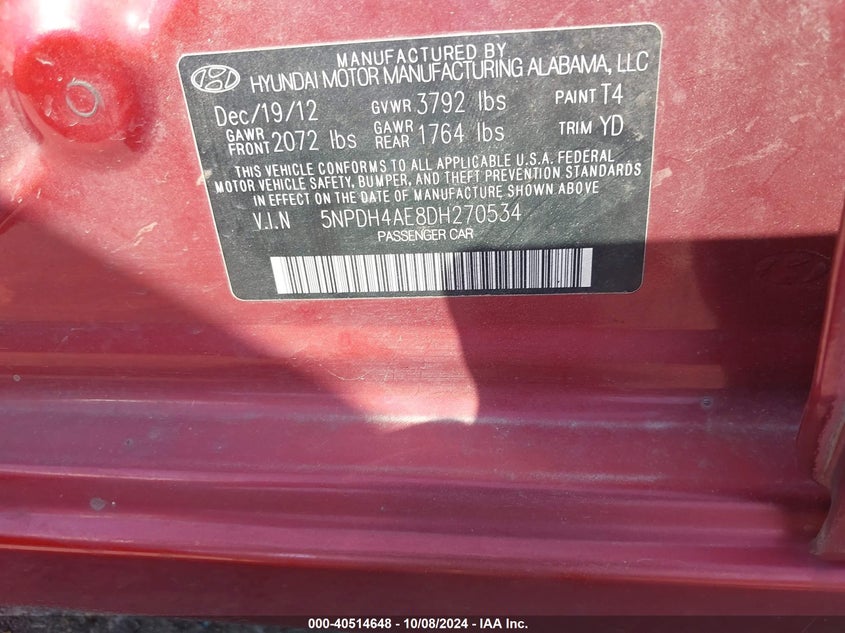 MANUFACTURED BY
HYUNDAI MOTOR MANUFACTURING ALABAMA, LLC
Dec/19/12 GVWR 3792 lbs PAINT T4
GAWR FRONT 2072 lbs GAWR REAR 1764 lbs TRIM YD
THIS VEHICLE CONFORMS TO ALL APPLICABLE U.S.A. FEDERAL
MOTOR VEHICLE SAFETY, BUMPER, AND THEFT PREVENTION STANDARDS
IN EFFECT ON THE DATE OF MANUFACTURE SHOWN ABOVE
V.I.N 5NPDH4AE8DH270534
PASSENGER CAR
000-40514648 - 10/08/2024 - IAA Inc.